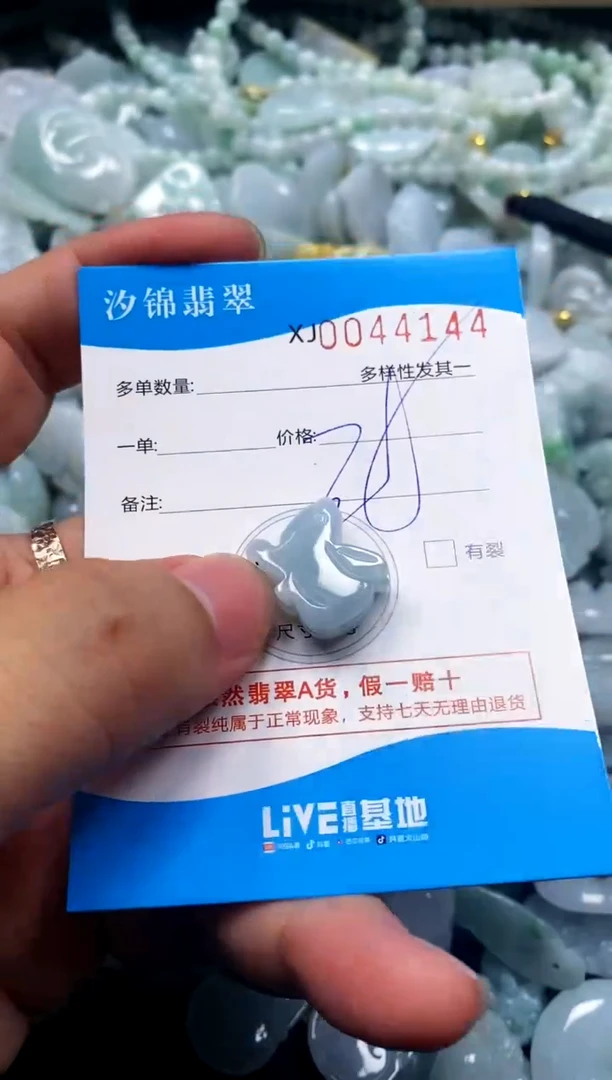 汐锦翡翠
XJ0044144
多单数量: 多样性发其一
一单: 价格:
备注:
有裂
尺寸
然翡翠A货，假一赔十
有裂纯属于正常现象，支持七天无理由退货
LiVE直播基地